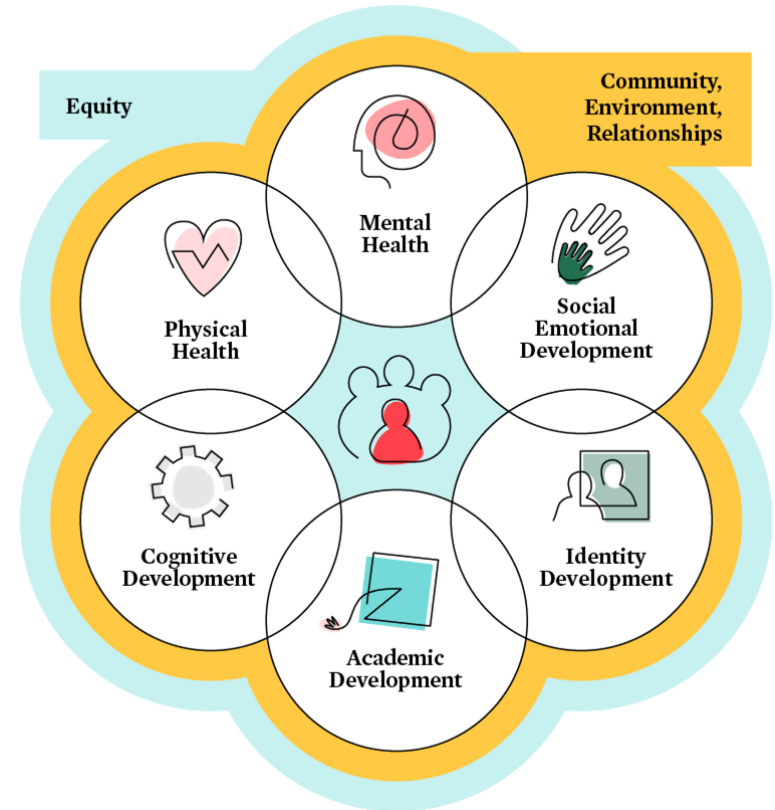 Equity
Community,
Environment,
Relationships
Mental
Health
Physical
Health
Social
Emotional
Development
Cognitive
Development
Identity
Development
Academic
Development